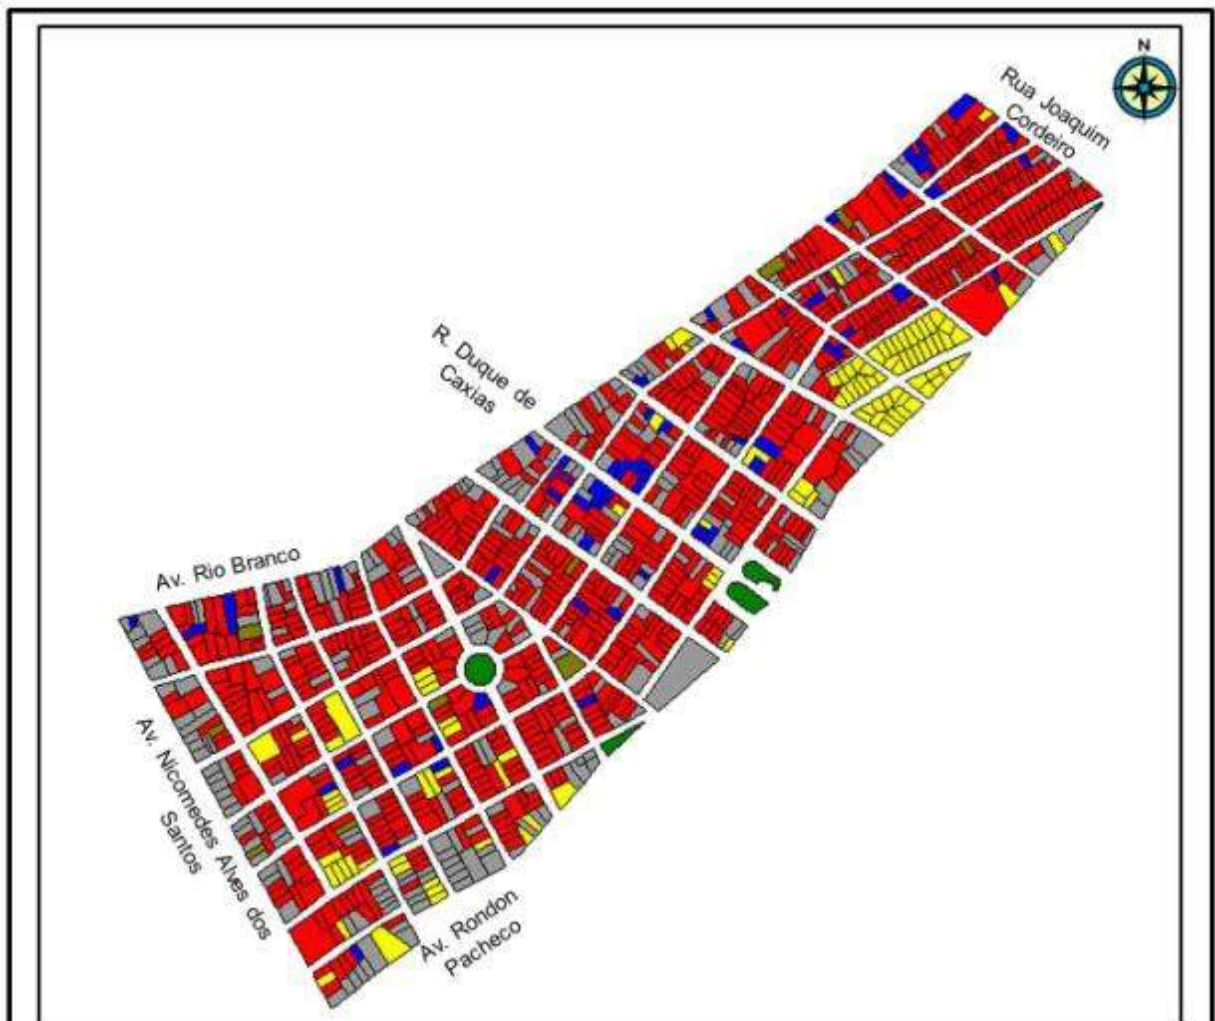 N
Rua Joaquim
Cordeiro
R. Duque de
Caxias
Av. Rio Branco
Av. Nicomedes Alves dos
Santos
Av. Rondon
Pacheco